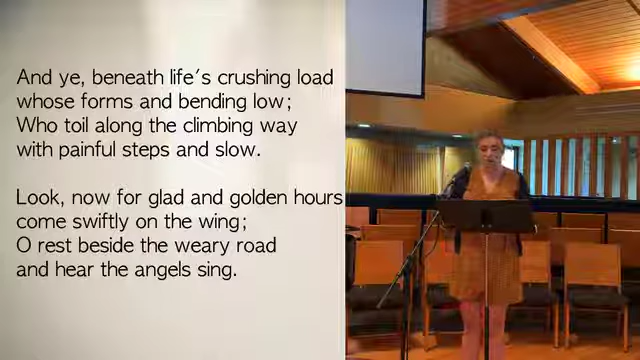 And ye, beneath life's crushing load
whose forms and bending low;
Who toil along the climbing way
with painful steps and slow.
Look, now for glad and golden hours
come swiftly on the wing;
O rest beside the weary road
and hear the angels sing.